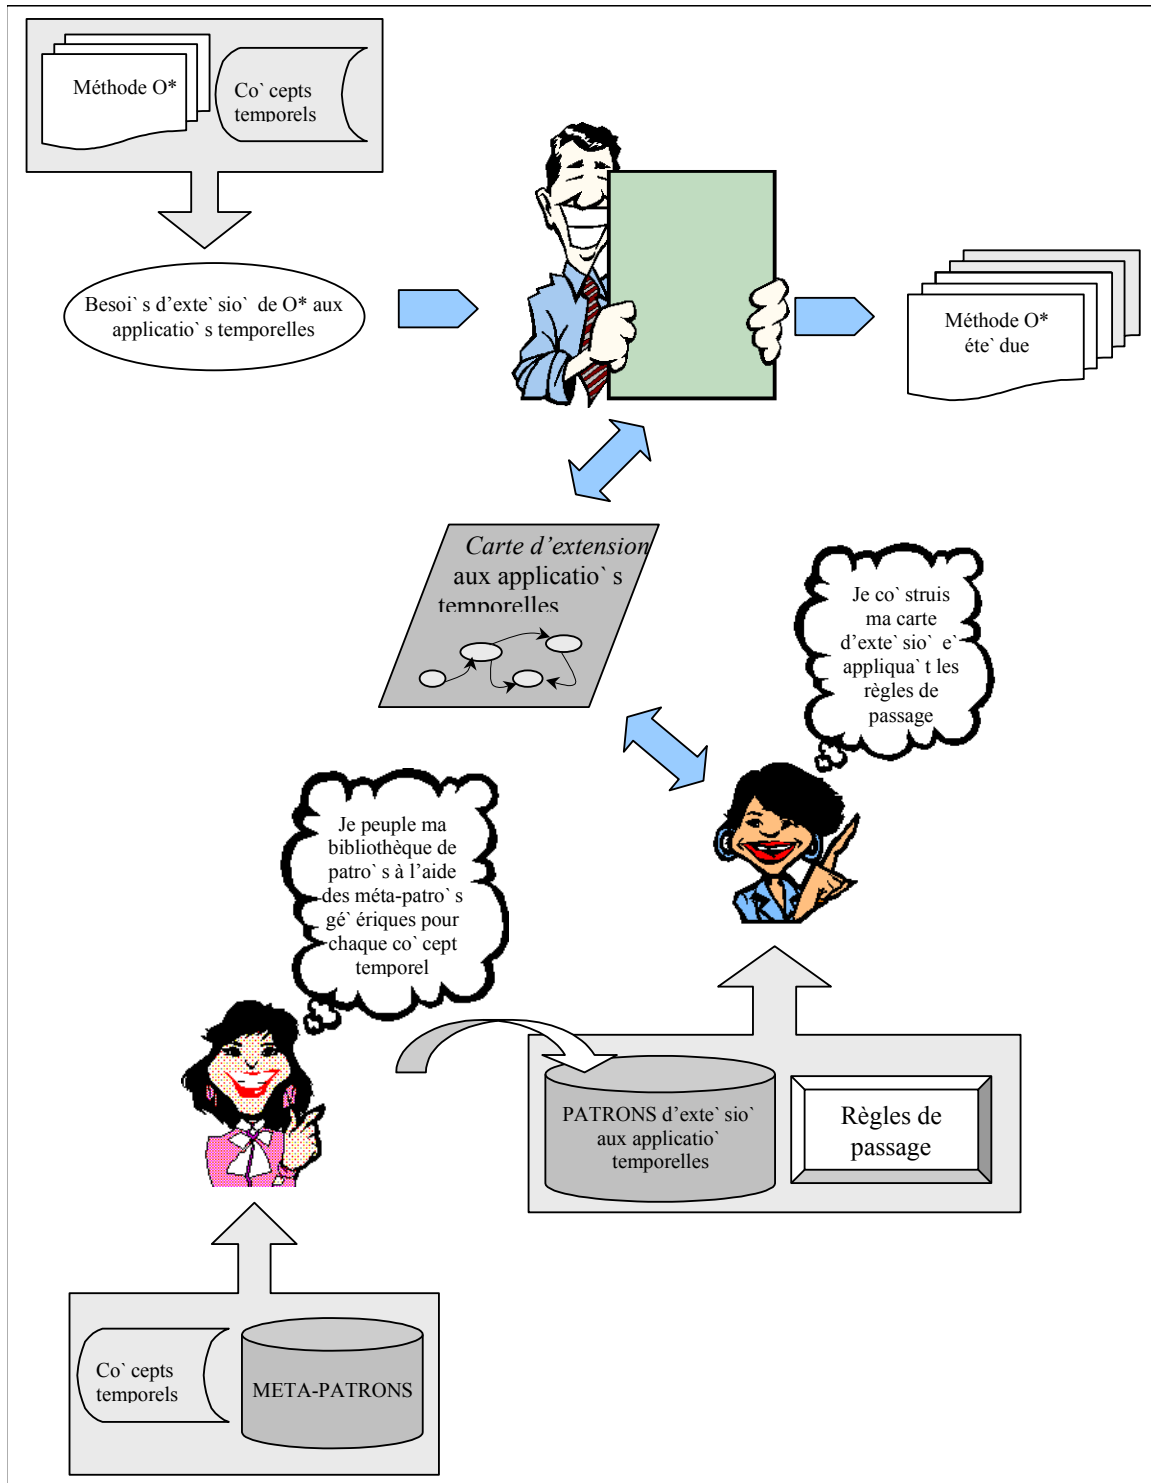 Méthode O*
Co` cepts
temporels
Besoi` s d'exte` sio` de O* aux
applicatio` s temporelles
Méthode O*
éte` due
Carte d'extension
aux applicatio` s
temporelles
Je co` struis
ma carte
d'exte` sio` e`
appliqua` t les
règles de
passage
Je peuple ma
bibliothèque de
patro` s à l'aide
des méta-patro` s
gé` ériques pour
chaque co` cept
temporel
PATRONS d'exte` sio`
aux applicatio`
temporelles
Règles de
passage
Co` cepts
temporels
META-PATRONS